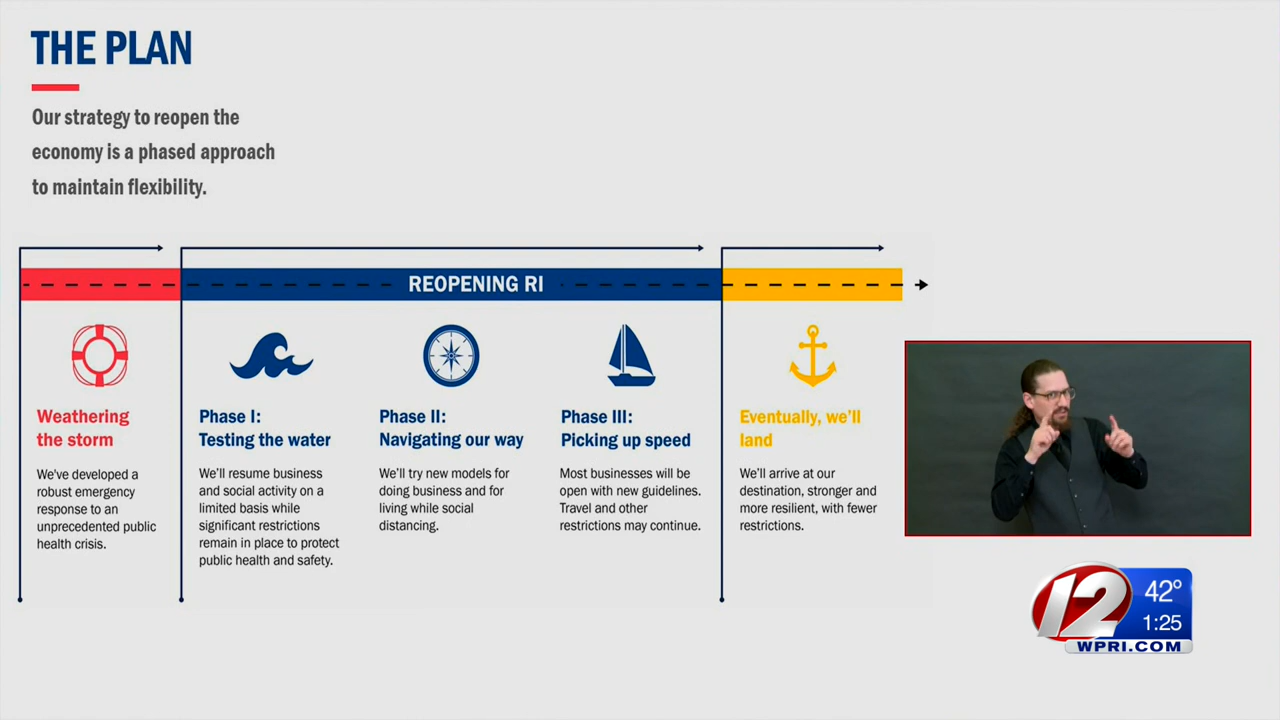 THE PLAN
Our strategy to reopen the
economy is a phased approach
to maintain flexibility.
REOPENING RI
Weathering
the storm
We've developed a
robust emergency
response to an
unprecedented public
health crisis.
Phase I:
Testing the water
We'll resume business
and social activity on a
limited basis while
significant restrictions
remain in place to protect
public health and safety.
Phase II:
Navigating our way
We'll try new models for
doing business and for
living while social
distancing.
Phase III:
Picking up speed
Most businesses will be
open with new guidelines.
Travel and other
restrictions may continue.
Eventually, we'll
land
We'll arrive at our
destination, stronger and
more resilient, with fewer
restrictions.
12
42°
1:25
WPRI.COM